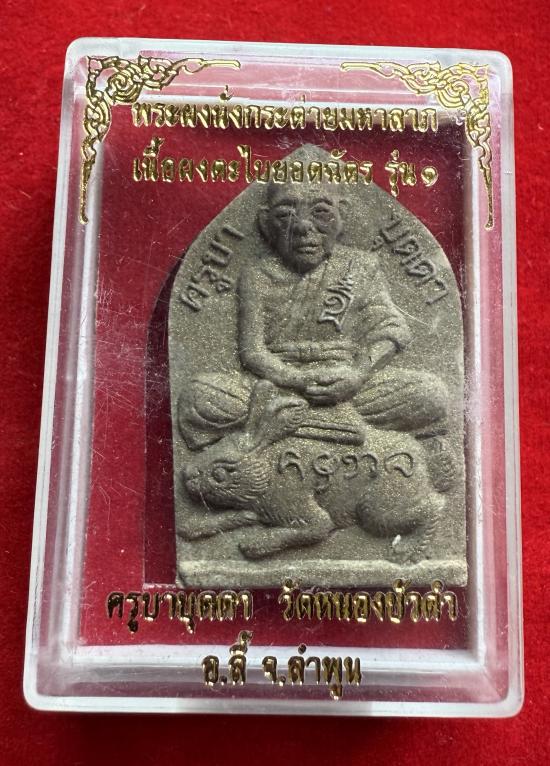 พระผงนั่งกระต่ายมหาลาภ
เนื้อผงตะไบยอดฉัตร รุ่น๑
ครูบา บุดดา
ครูบาบุดดา วัดหนองบัวคำ
อ.ลี้ จ.ลำพูน